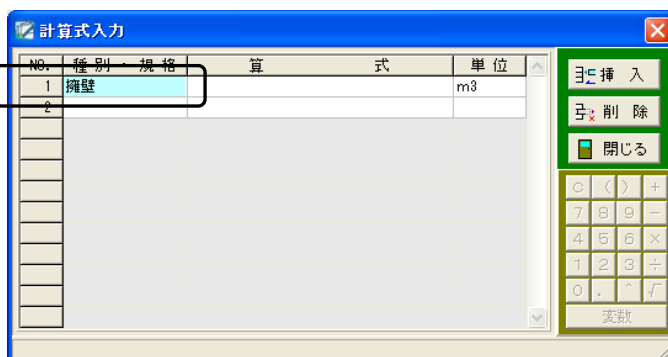 計算式入力
NO. 種別・規格 算 式 単位
1 擁壁 m3
2
挿 入
削 除
閉じる
C ( ) +
7 8 9 −
4 5 6 ×
1 2 3 ÷
0 . ^ √
変数